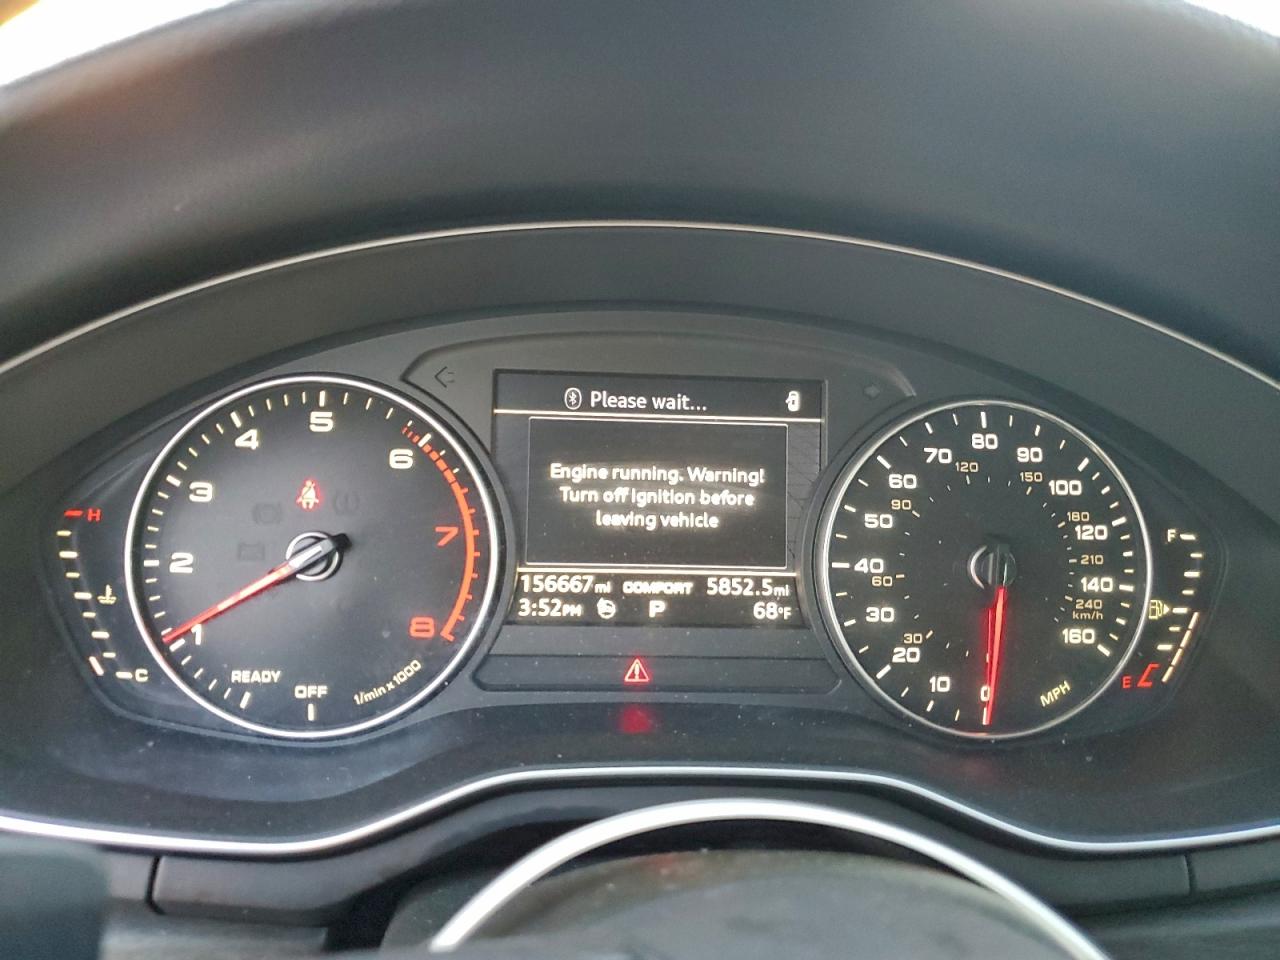 Please wait...
Engine running. Warning!
Turn off ignition before
leaving vehicle
156667mi COMFORT 5852.5mi
3:52PM P 68°F
1
2
3
4
5
6
7
8
READY
OFF
1/min x 1000
H
C
0
10
20
30
40
50
60
70
80
90
100
120
140
160
MPH
30
60
90
120
150
180
210
240
km/h
F
E